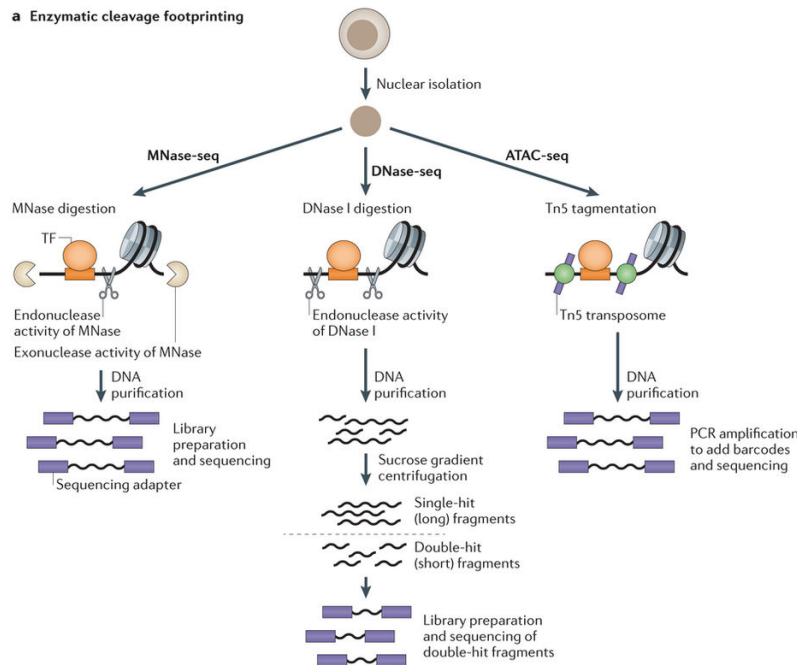 a Enzymatic cleavage footprinting
Nuclear isolation
MNase-seq
DNase-seq
ATAC-seq
MNase digestion
TF
Endonuclease
activity of MNase
Exonuclease activity of MNase
DNA
purification
Library
preparation
and sequencing
Sequencing adapter
DNase I digestion
Endonuclease activity
of DNase I
DNA
purification
Sucrose gradient
centrifugation
Single-hit
(long) fragments
Double-hit
(short) fragments
Library preparation
and sequencing of
double-hit fragments
Tn5 tagmentation
Tn5 transposome
DNA
purification
PCR amplification
to add barcodes
and sequencing